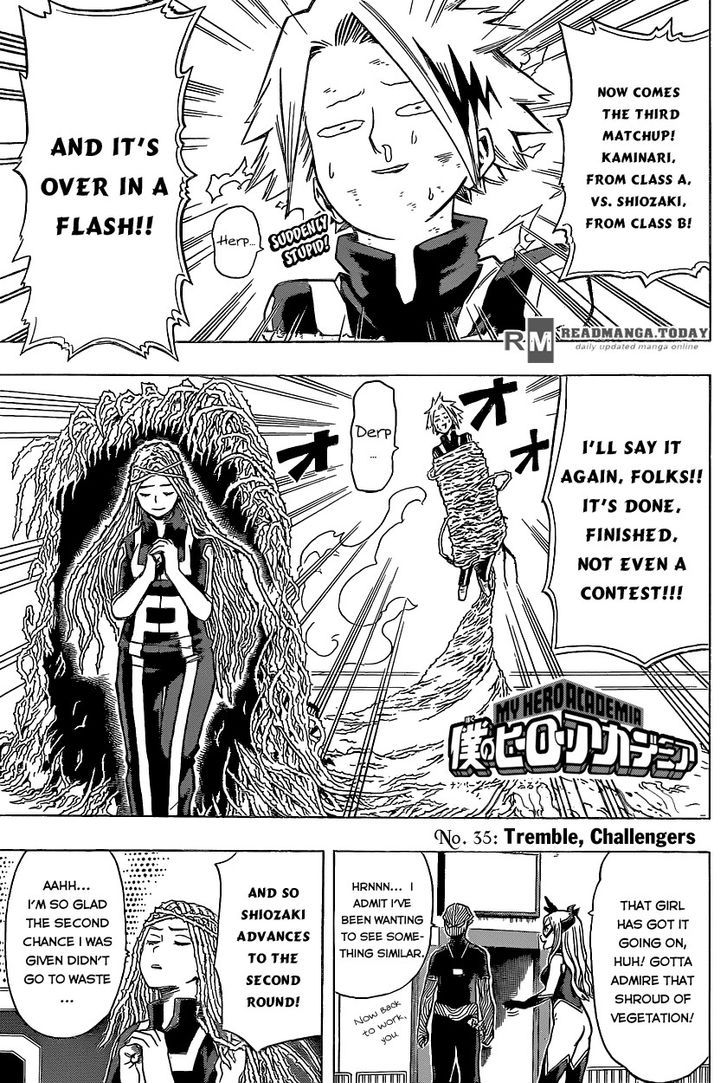 NOW COMES
THE THIRD
MATCHUP!
KAMINARI,
FROM CLASS A,
VS. SHIOZAKI,
FROM CLASS B!
AND IT'S
OVER IN A
FLASH!!
SUDDENLY
STUPID!
Herp...
RM READMANGA.TODAY
daily updated manga online
I'LL SAY IT
AGAIN, FOLKS!!
IT'S DONE,
FINISHED,
NOT EVEN A
CONTEST!!!
オ
オ
オ
Derp
...
MY HERO ACADEMIA
僕のヒーローアカデミア
No. 35: Tremble, Challengers
THAT GIRL
HAS GOT IT
GOING ON,
HUH! GOTTA
ADMIRE THAT
SHROUD OF
VEGETATION!
HRNNN... I
ADMIT I'VE
BEEN WANTING
TO SEE SOME-
THING SIMILAR.
Now back
to work,
you
AND SO
SHIOZAKI
ADVANCES
TO THE
SECOND
ROUND!
AAHH...
I'M SO GLAD
THE SECOND
CHANCE I WAS
GIVEN DIDN'T
GO TO WASTE
...